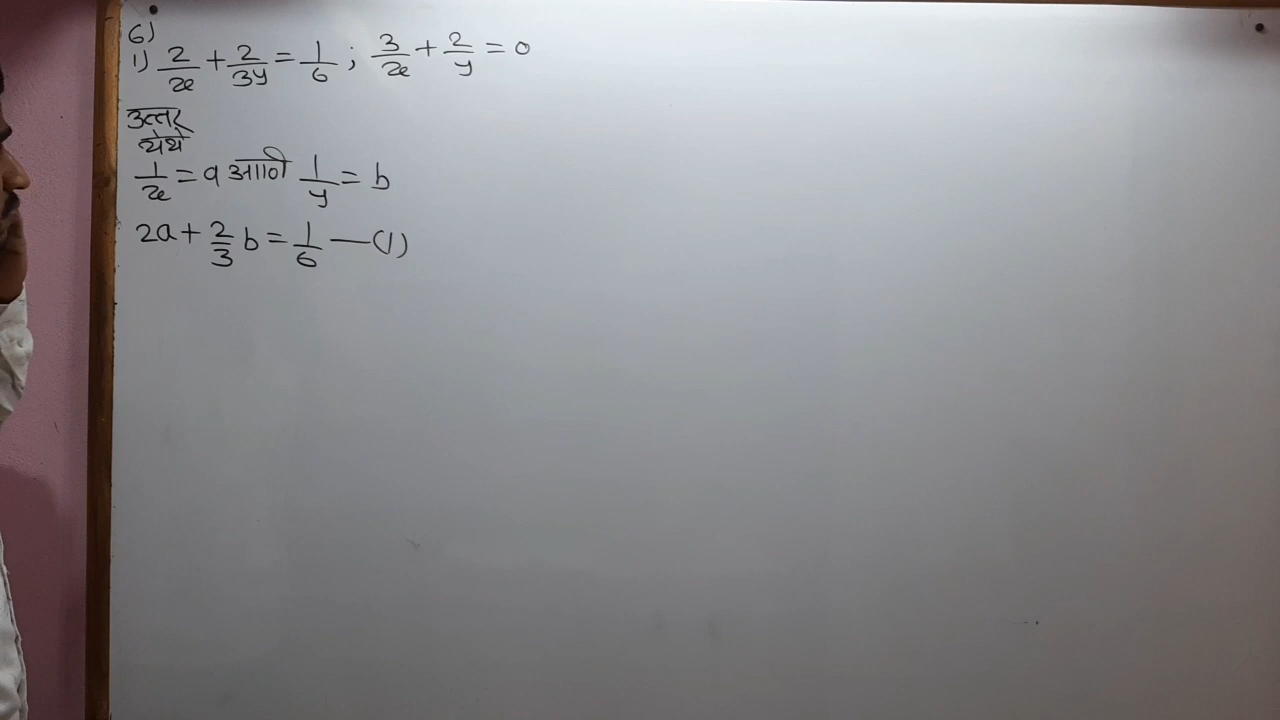 6)
1) 2/x + 2/3y = 1/6 ; 3/x + 2/y = 0
उत्तर
येथे
1/x = a आणि 1/y = b
2a + 2/3 b = 1/6 — (1)